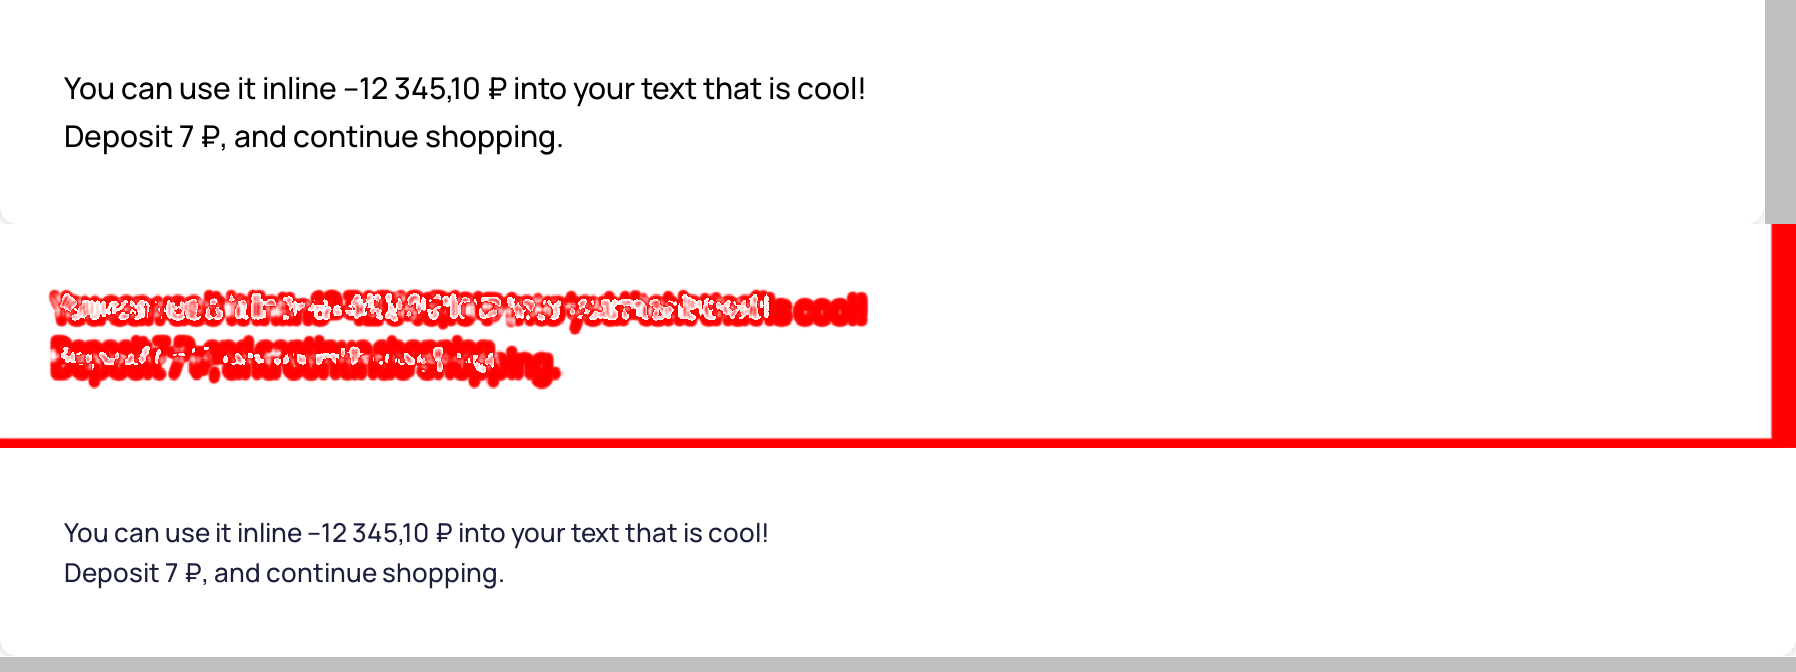 You can use it inline −12 345,10 ₽ into your text that is cool!
Deposit 7 ₽, and continue shopping.
You can use it inline −12 345,10 ₽ into your text that is cool!
Deposit 7 ₽, and continue shopping.